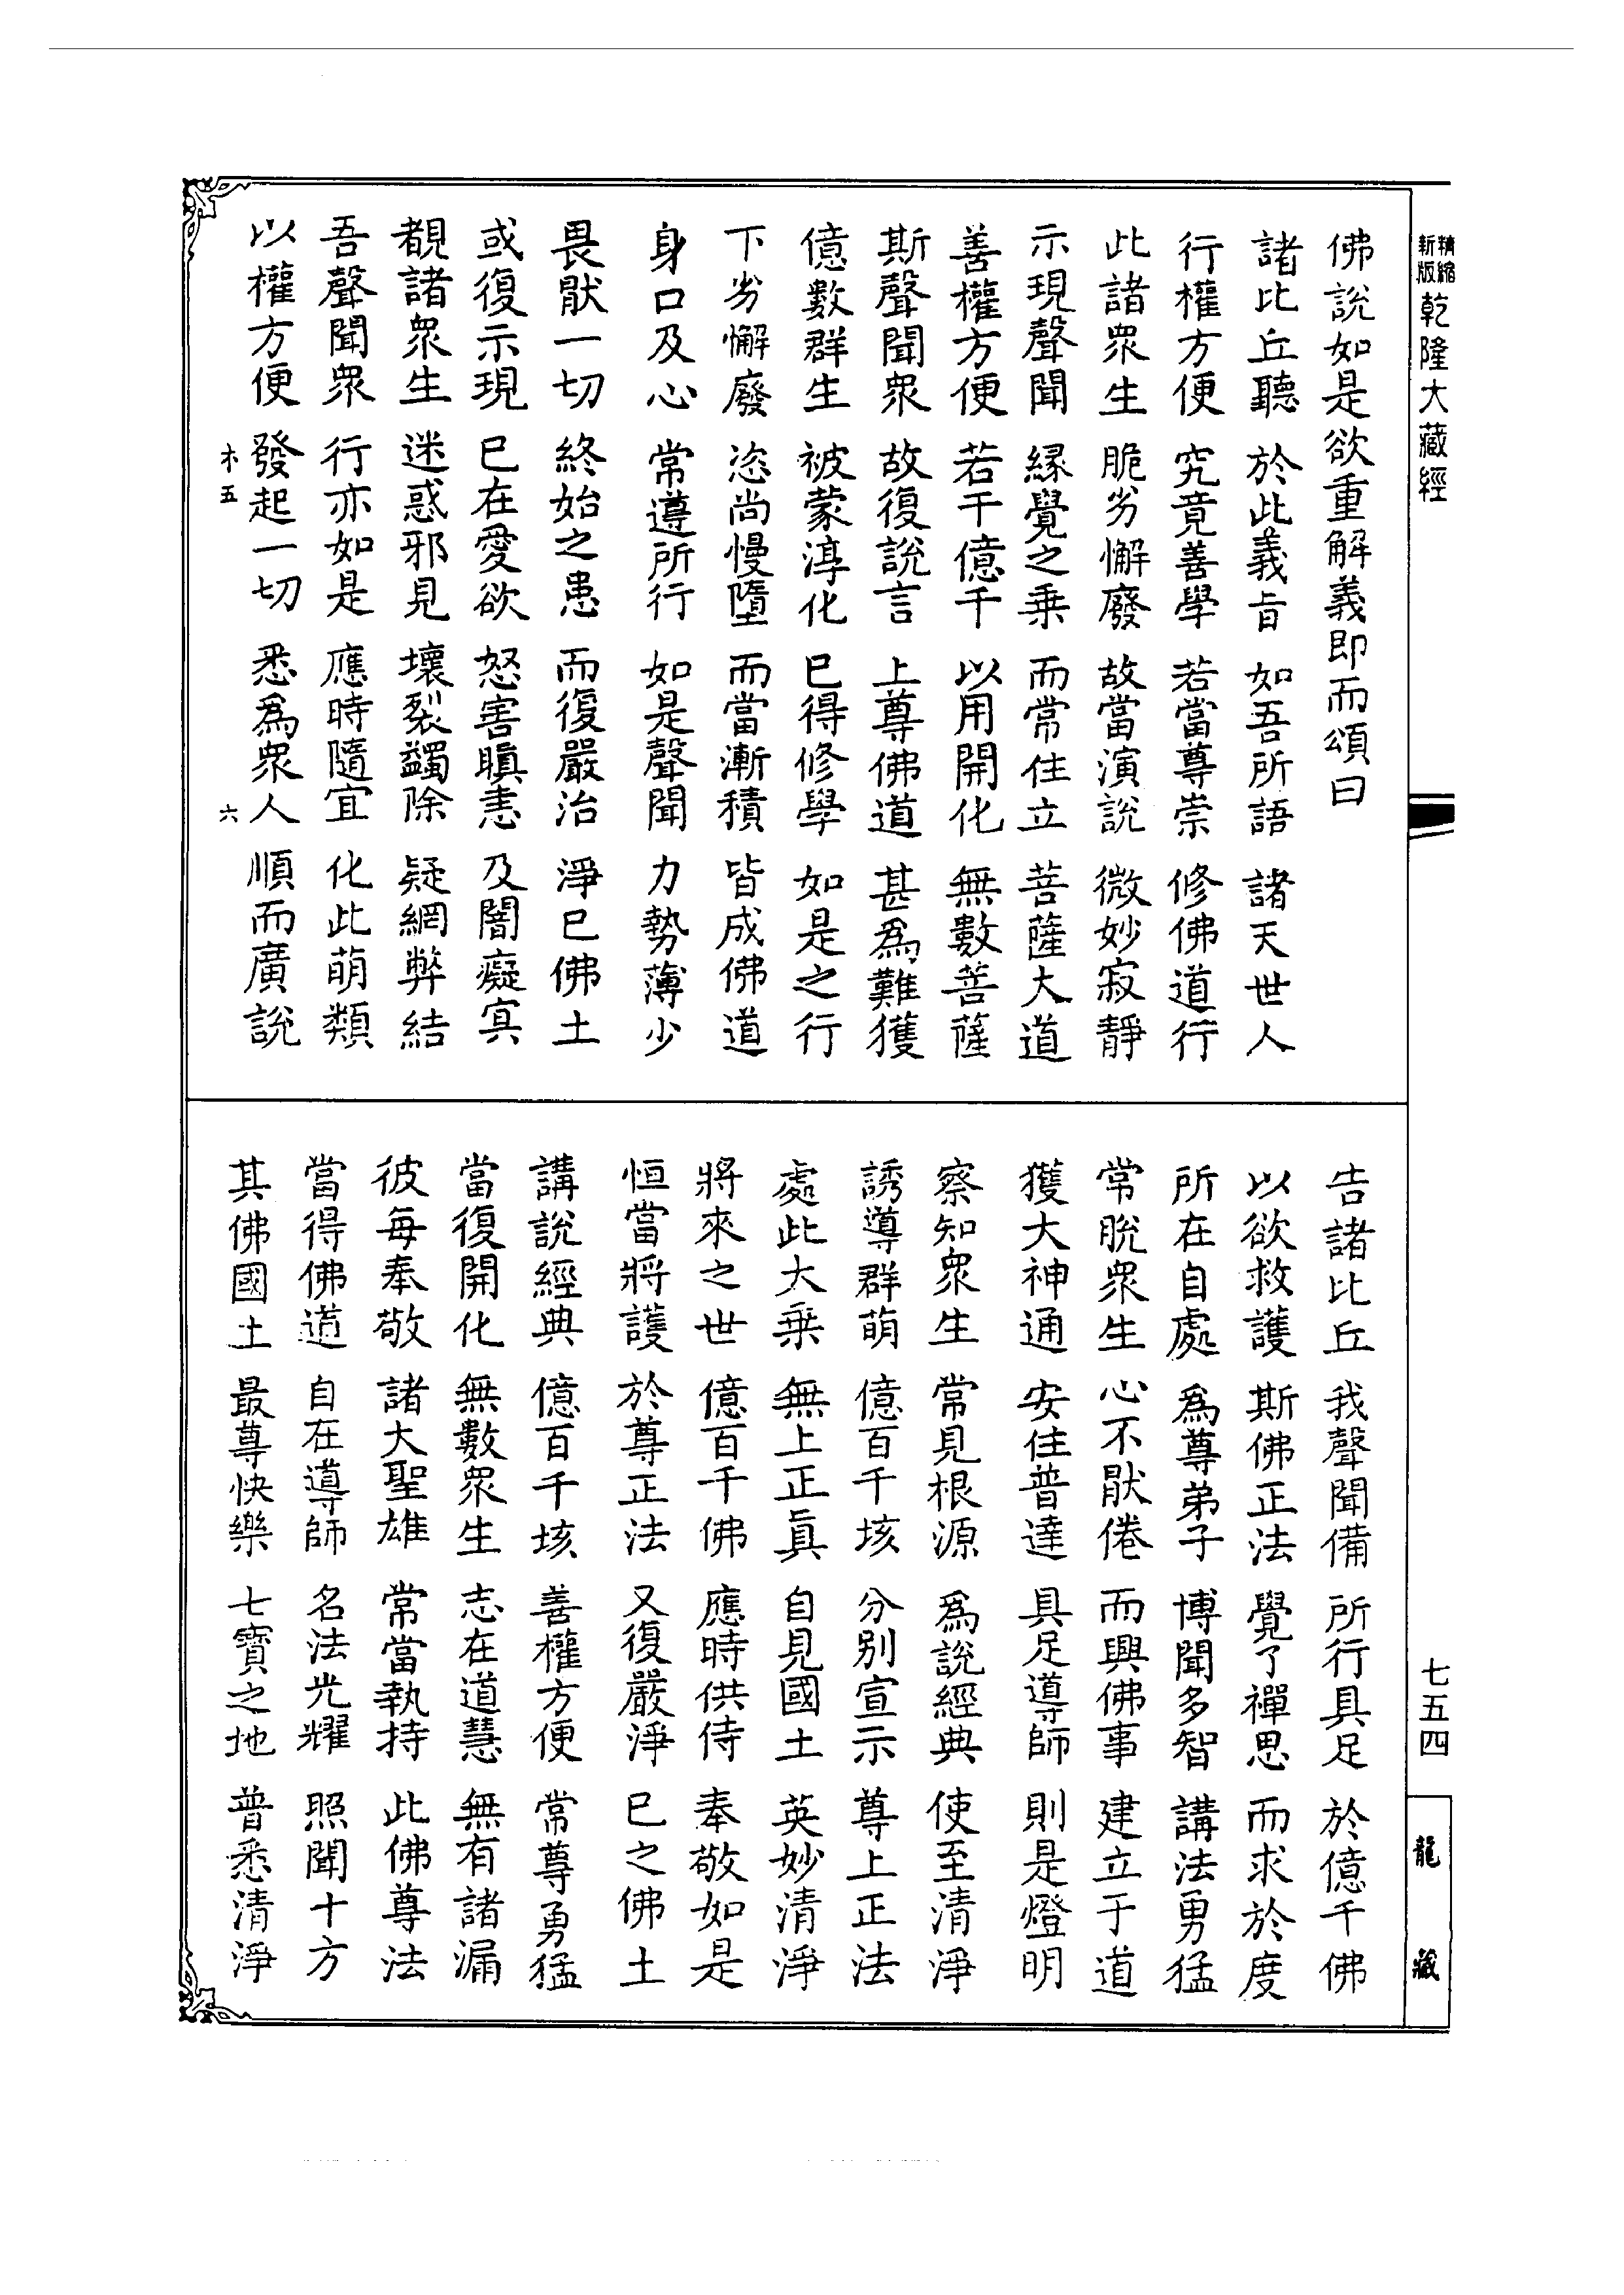 精縮新版乾隆大藏經
佛說如是欲重解義即而頌曰
諸比丘聽 於此義旨 如吾所語 諸天世人
行權方便 究竟善學 若當尊崇 修佛道行
此諸眾生 脆劣懈廢 故當演說 微妙寂靜
示現聲聞 緣覺之乘 而常住立 菩薩大道
善權方便 若干億千 以用開化 無數菩薩
斯聲聞眾 故復說言 上尊佛道 甚為難獲
億數群生 被蒙淳化 已得修學 如是之行
下劣懈廢 恣尚慢墮 而當漸積 皆成佛道
身口及心 常遵所行 如是聲聞 力勢薄少
畏猒一切 終始之患 而復嚴治 淨已佛土
或復示現 已在愛欲 怒害瞋恚 及闇癡冥
覩諸眾生 迷惑邪見 壞裂蠲除 疑網弊結
吾聲聞眾 行亦如是 應時隨宜 化此萌類
以權方便 發起一切 悉為眾人 順而廣說
木五 六
告諸比丘 我聲聞備 所行具足 於億千佛
以欲救護 斯佛正法 覺了禪思 而求於度
所在自處 為尊弟子 博聞多智 講法勇猛
常脫眾生 心不猒倦 而興佛事 建立于道
獲大神通 安住普達 具足導師 則是燈明
察知眾生 常見根源 為說經典 使至清淨
誘導群萌 億百千垓 分別宣示 尊上正法
處此大乘 無上正真 自見國土 英妙清淨
將來之世 億百千佛 應時供侍 奉敬如是
恒當將護 於尊正法 又復嚴淨 已之佛土
講說經典 億百千垓 善權方便 常尊勇猛
當復開化 無數眾生 志在道慧 無有諸漏
彼每奉敬 諸大聖雄 常當執持 此佛尊法
當得佛道 自在導師 名法光耀 照聞十方
其佛國土 最尊快樂 七寶之地 普悉清淨
七五四
龍藏